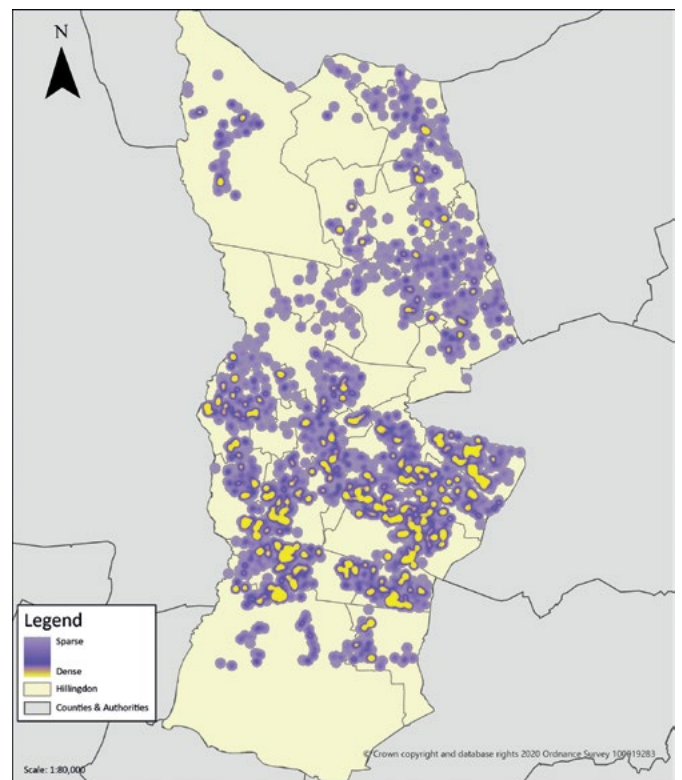 N
Legend
Sparse
Dense
Hillingdon
Counties & Authorities
© Crown copyright and database rights 2020 Ordnance Survey 100019283
Scale: 1:80,000